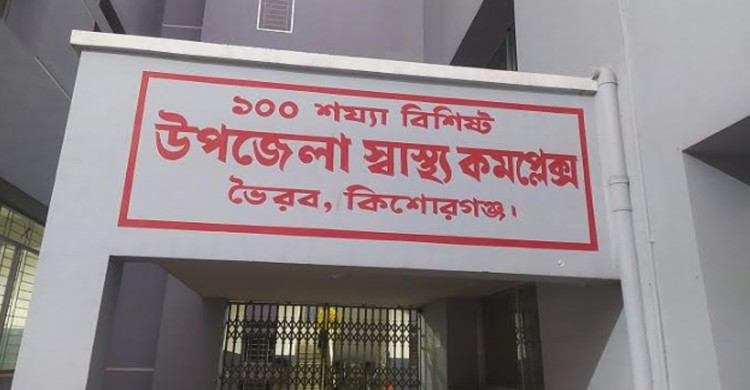 ১০০ শয্যা বিশিষ্ট
উপজেলা স্বাস্থ্য কমপ্লেক্স
ভৈরব, কিশোরগঞ্জ।